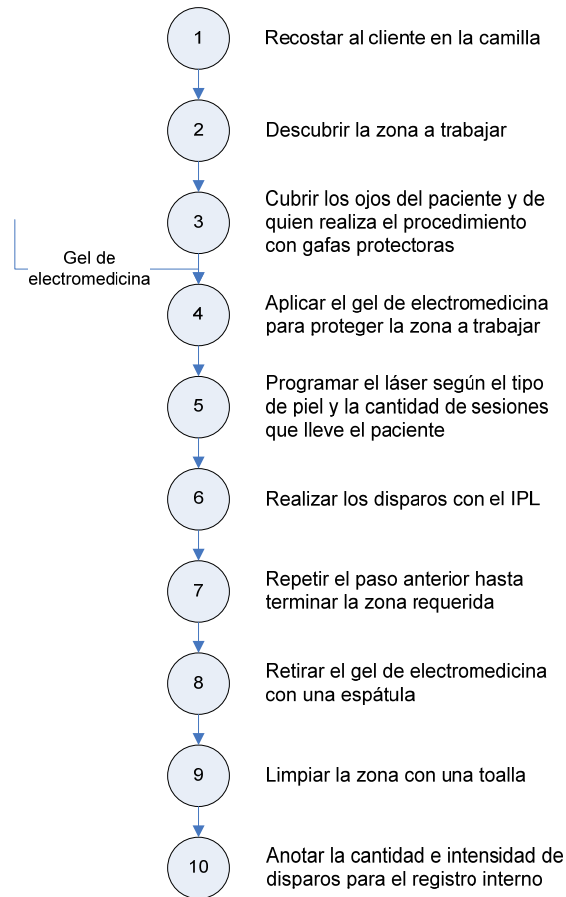 1
Recostar al cliente en la camilla
2
Descubrir la zona a trabajar
3
Cubrir los ojos del paciente y de
quien realiza el procedimiento
con gafas protectoras
Gel de
electromedicina
4
Aplicar el gel de electromedicina
para proteger la zona a trabajar
5
Programar el láser según el tipo
de piel y la cantidad de sesiones
que lleve el paciente
6
Realizar los disparos con el IPL
7
Repetir el paso anterior hasta
terminar la zona requerida
8
Retirar el gel de electromedicina
con una espátula
9
Limpiar la zona con una toalla
10
Anotar la cantidad e intensidad de
disparos para el registro interno